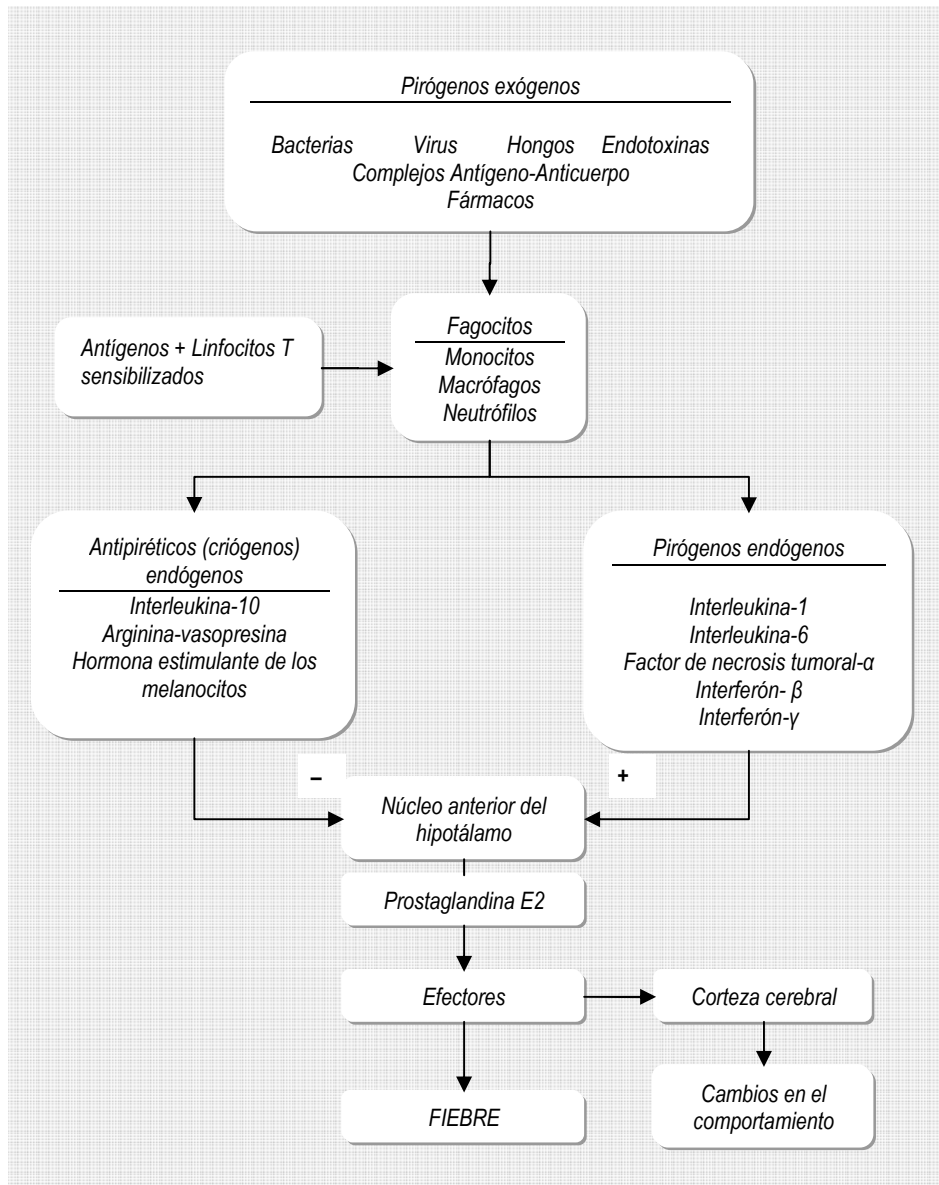 Pirógenos exógenos
Bacterias Virus Hongos Endotoxinas
Complejos Antígeno-Anticuerpo
Fármacos
Antígenos + Linfocitos T
sensibilizados
Fagocitos
Monocitos
Macrófagos
Neutrófilos
Antipiréticos (criógenos)
endógenos
Interleukina-10
Arginina-vasopresina
Hormona estimulante de los
melanocitos
Pirógenos endógenos
Interleukina-1
Interleukina-6
Factor de necrosis tumoral-α
Interferón- β
Interferón-γ
– +
Núcleo anterior del
hipotálamo
Prostaglandina E2
Efectores
Corteza cerebral
FIEBRE
Cambios en el
comportamiento